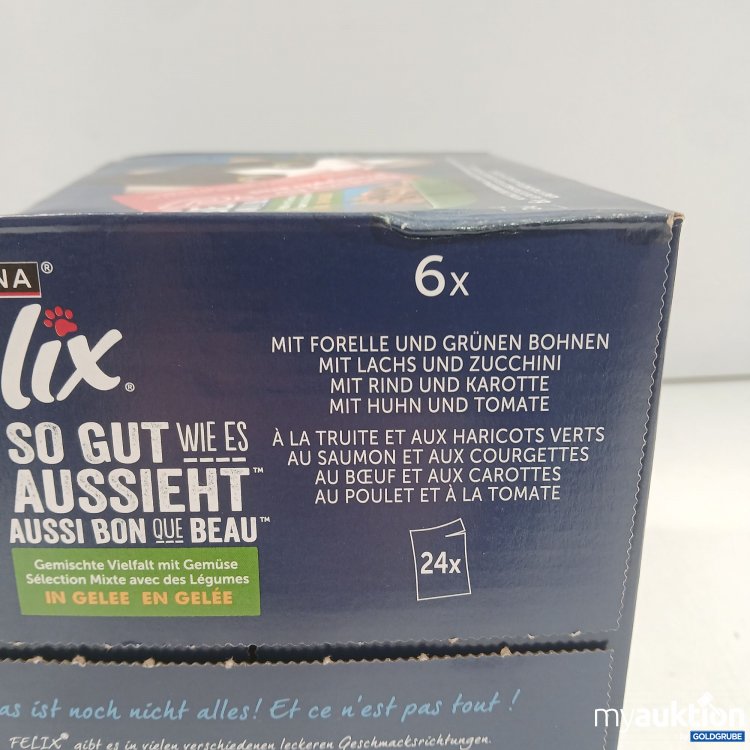 NA®
6x
lix®
MIT FORELLE UND GRÜNEN BOHNEN
MIT LACHS UND ZUCCHINI
MIT RIND UND KAROTTE
MIT HUHN UND TOMATE
SO GUT WIE ES
AUSSIEHT™
AUSSI BON QUE BEAU™
À LA TRUITE ET AUX HARICOTS VERTS
AU SAUMON ET AUX COURGETTES
AU BŒUF ET AUX CAROTTES
AU POULET ET À LA TOMATE
Gemischte Vielfalt mit Gemüse
Sélection Mixte avec des Légumes
IN GELEE EN GELÉE
24x
as ist noch nicht alles! Et ce n'est pas tout !
FELIX® gibt es in vielen verschiedenen leckeren Geschmacksrichtungen.
myauktion
GOLDGRUBE